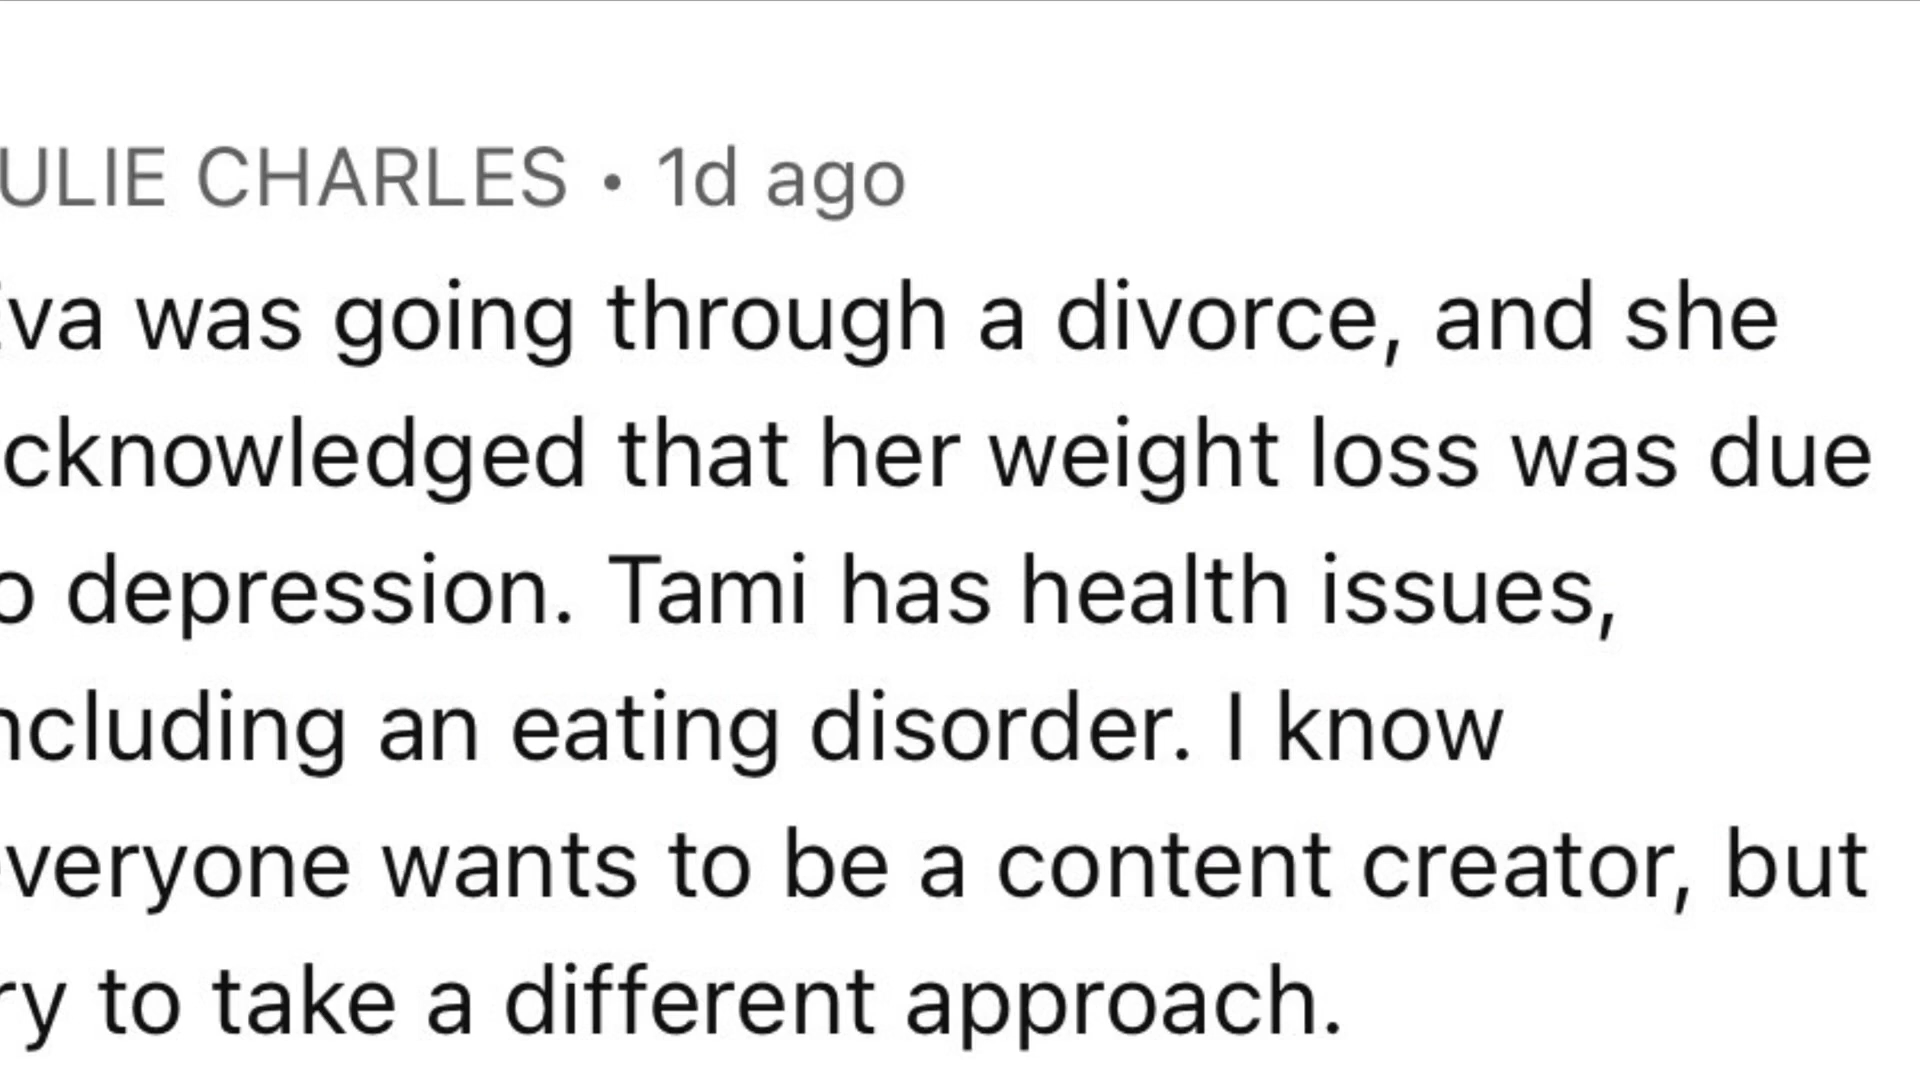 ULIE CHARLES • 1d ago
iva was going through a divorce, and she
cknowledged that her weight loss was due
o depression. Tami has health issues,
ncluding an eating disorder. I know
everyone wants to be a content creator, but
ry to take a different approach.